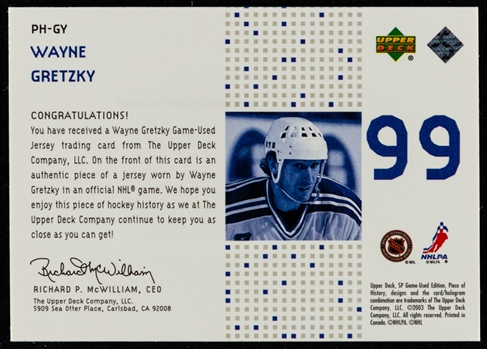 PH-GY
WAYNE
GRETZKY
CONGRATULATIONS!
You have received a Wayne Gretzky Game-Used
Jersey trading card from The Upper Deck
Company, LLC. On the front of this card is an
authentic piece of a jersey worn by Wayne
Gretzky in an official NHL® game. We hope you
enjoy this piece of hockey history as we at The
Upper Deck Company continue to keep you as
close as you can get!
Richard McWilliam
RICHARD P. McWILLIAM, CEO
The Upper Deck Company, LLC.
5909 Sea Otter Place, Carlsbad, CA 92008
UPPER
DECK
®
99
NHLPA
© NHL
© NHLPA
Upper Deck, SP Game-Used Edition, Piece of
History, designs and the card/hologram
combination are trademarks of The Upper Deck
Company, LLC. ©2003 The Upper Deck
Company, LLC. All rights reserved. Printed in
Canada. ©NHLPA. ©NHL